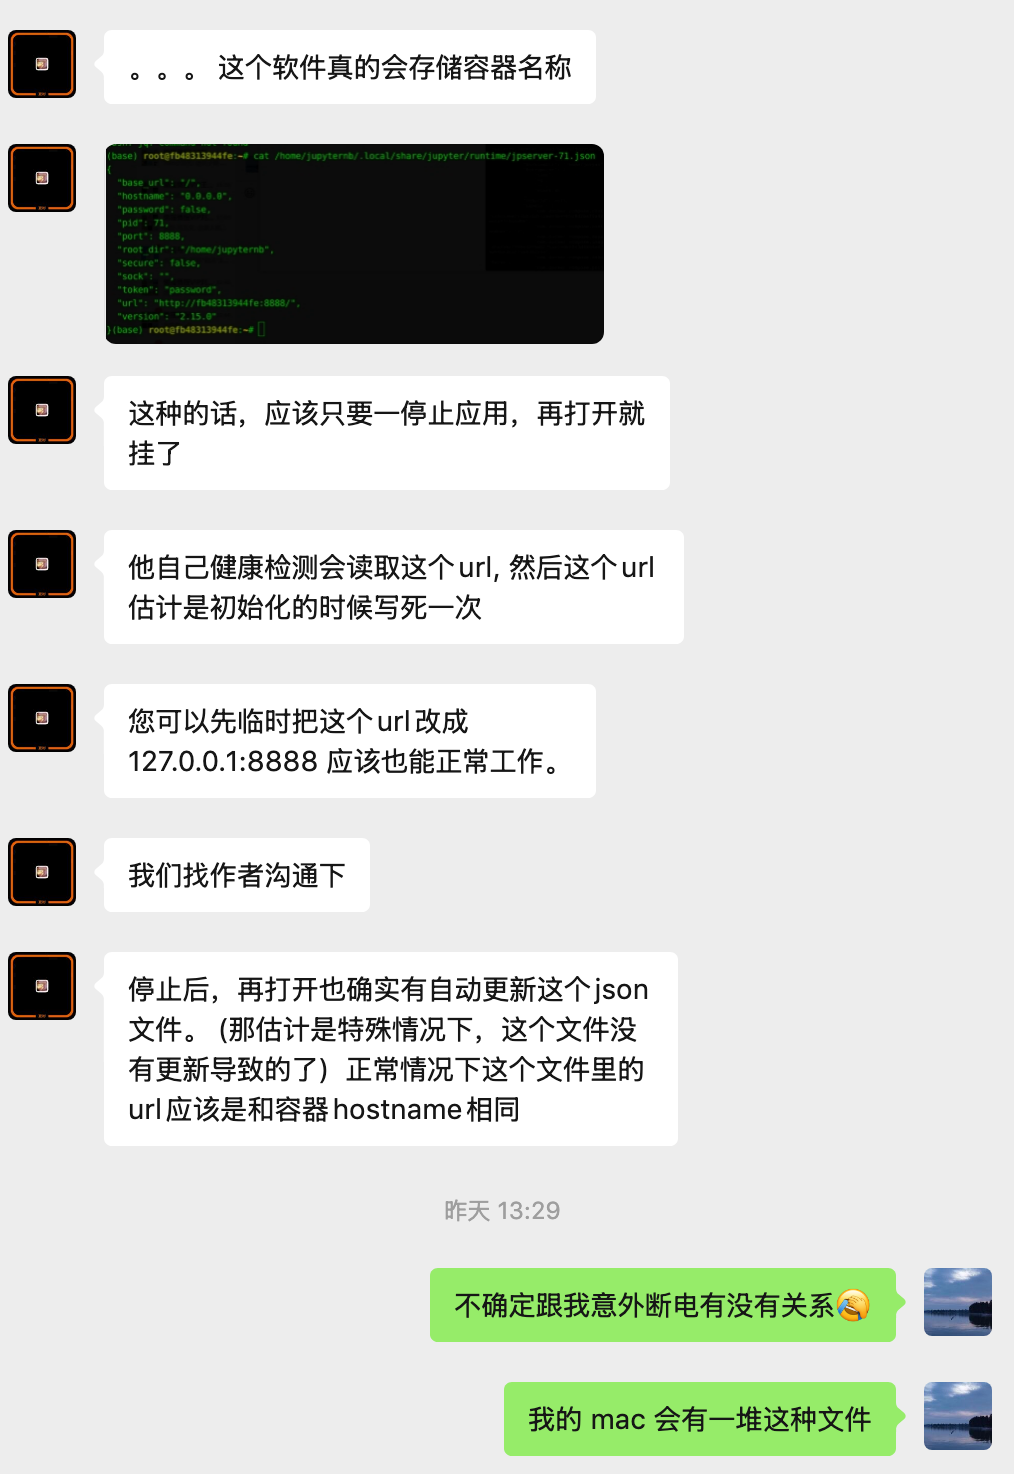 。。。 这个软件真的会存储容器名称
(base) root@fb48313944fe:~# cat /home/jupyternb/.local/share/jupyter/runtime/jpserver-71.json
{
"base_url": "/",
"hostname": "0.0.0.0",
"password": false,
"pid": 71,
"port": 8888,
"root_dir": "/home/jupyternb",
"secure": false,
"sock": "",
"token": "password",
"url": "http://fb48313944fe:8888/",
"version": "2.15.0"
}(base) root@fb48313944fe:~#
这种的话，应该只要一停止应用，再打开就
挂了
他自己健康检测会读取这个url, 然后这个url
估计是初始化的时候写死一次
您可以先临时把这个url改成
127.0.0.1:8888 应该也能正常工作。
我们找作者沟通下
停止后，再打开也确实有自动更新这个json
文件。 (那估计是特殊情况下，这个文件没
有更新导致的了）正常情况下这个文件里的
url应该是和容器hostname相同
昨天 13:29
不确定跟我意外断电有没有关系🤣
我的 mac 会有一堆这种文件